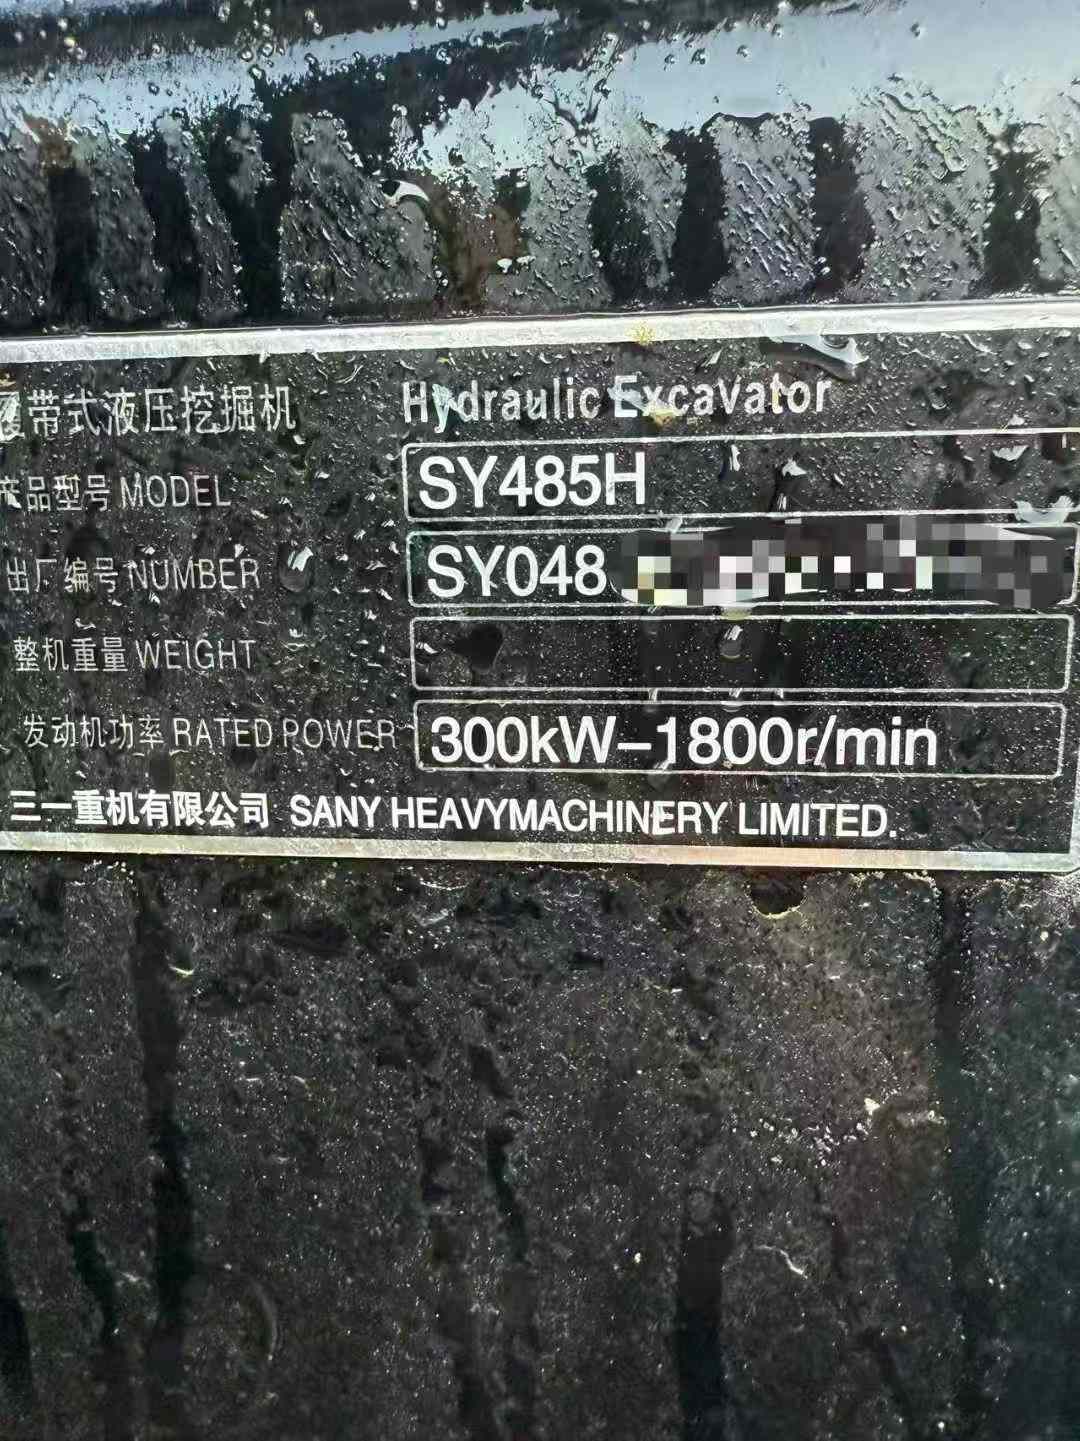 履带式液压挖掘机 Hydraulic Excavator
产品型号 MODEL SY485H
出厂编号 NUMBER SY048
整机重量 WEIGHT
发动机功率 RATED POWER 300kW-1800r/min
三一重机有限公司 SANY HEAVYMACHINERY LIMITED.